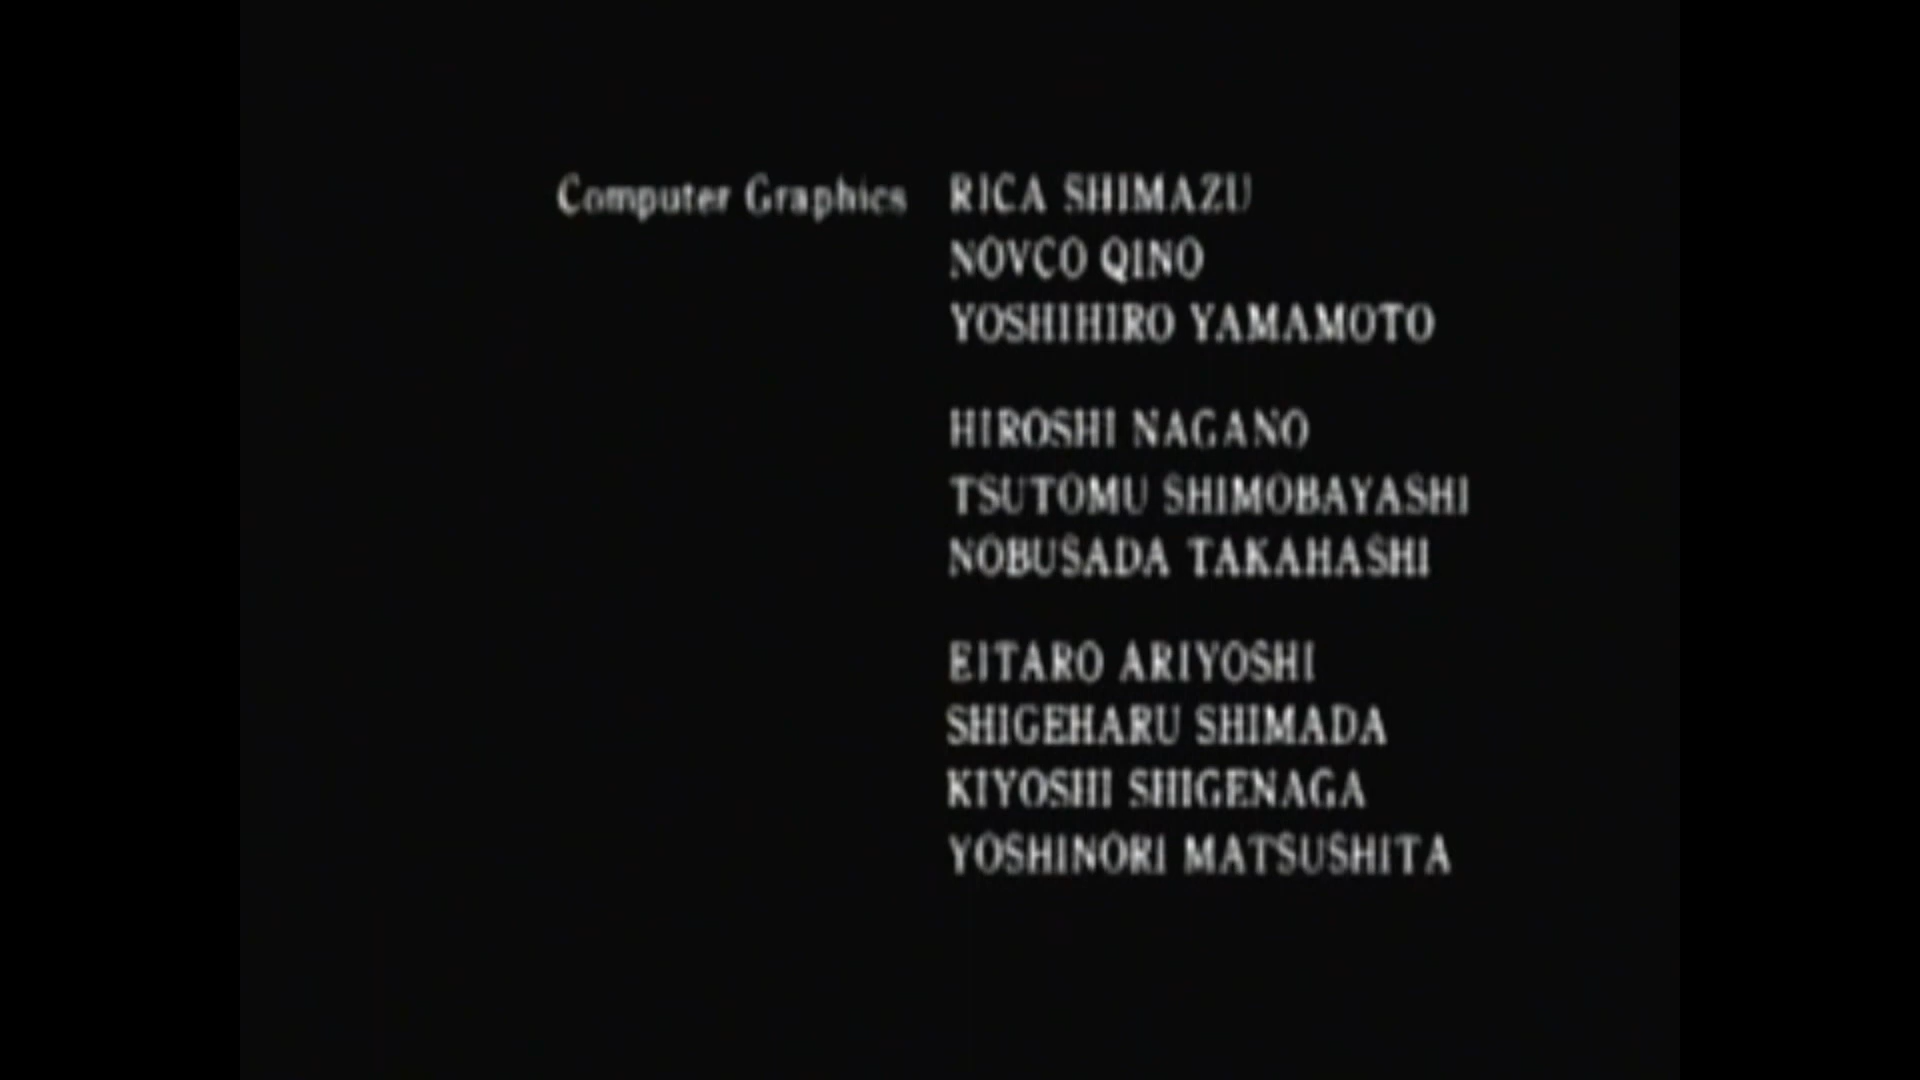 Computer Graphics RICA SHIMAZU
NOVCO QINO
YOSHIHIRO YAMAMOTO
HIROSHI NAGANO
TSUTOMU SHIMOBAYASHI
NOBUSADA TAKAHASHI
EITARO ARIYOSHI
SHIGEHARU SHIMADA
KIYOSHI SHIGENAGA
YOSHINORI MATSUSHITA